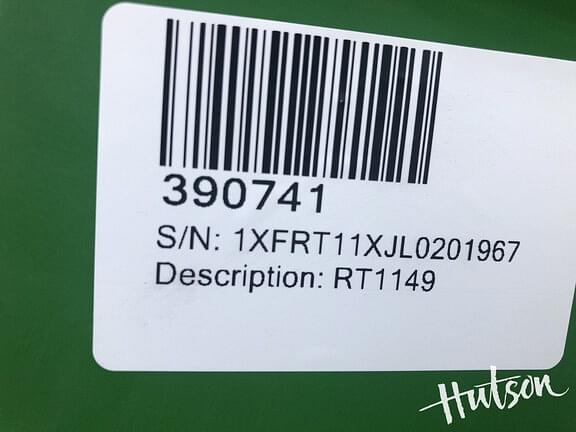 390741
S/N: 1XFRT11XJL0201967
Description: RT1149
Hutson